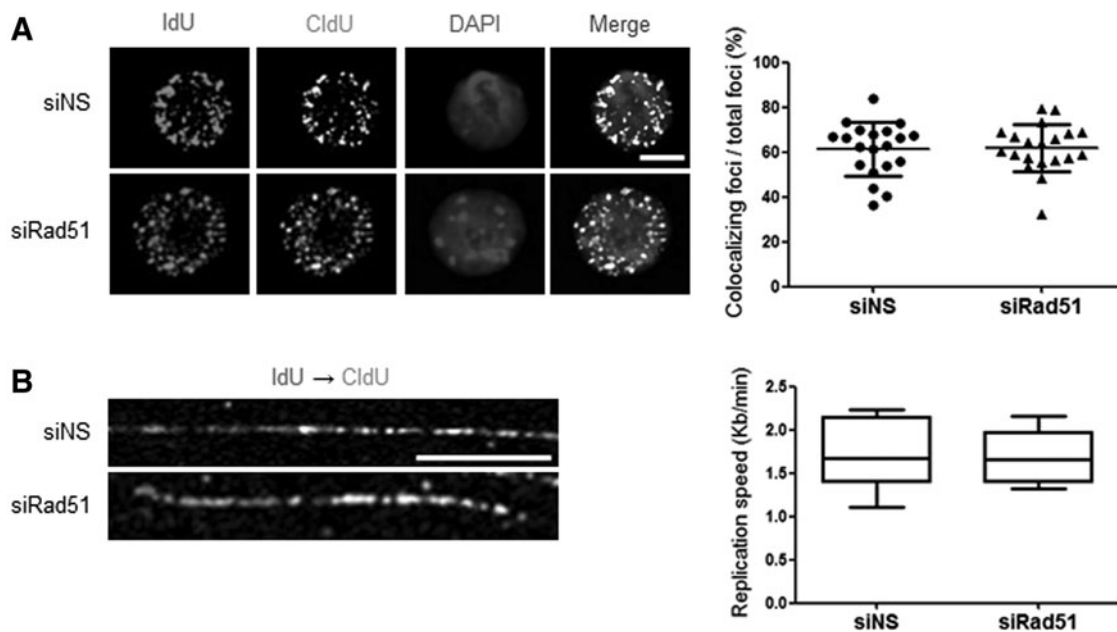 A
IdU CldU DAPI Merge
siNS
siRad51
Colocalizing foci / total foci (%)
100
80
60
40
20
0
siNS siRad51
B
IdU → CldU
siNS
siRad51
Replication speed (Kb/min)
2.5
2.0
1.5
1.0
0.5
0.0
siNS siRad51